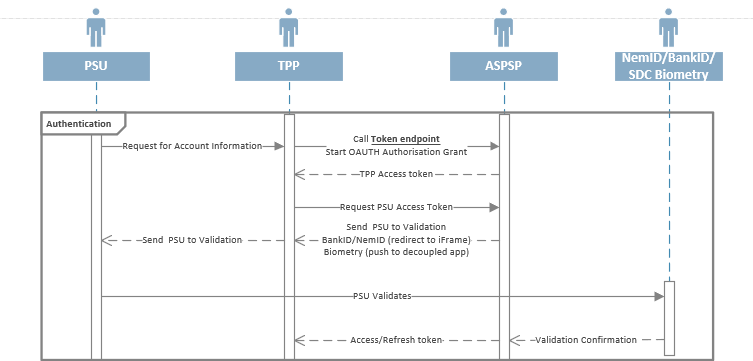 PSU
TPP
ASPSP
NemID/BankID/
SDC Biometry
Authentication
Request for Account Information
Call Token endpoint
Start OAUTH Authorisation Grant
TPP Access token
Request PSU Access Token
Send PSU to Validation
Send PSU to Validation
BankID/NemID (redirect to iFrame)
Biometry (push to decoupled app)
PSU Validates
Access/Refresh token
Validation Confirmation